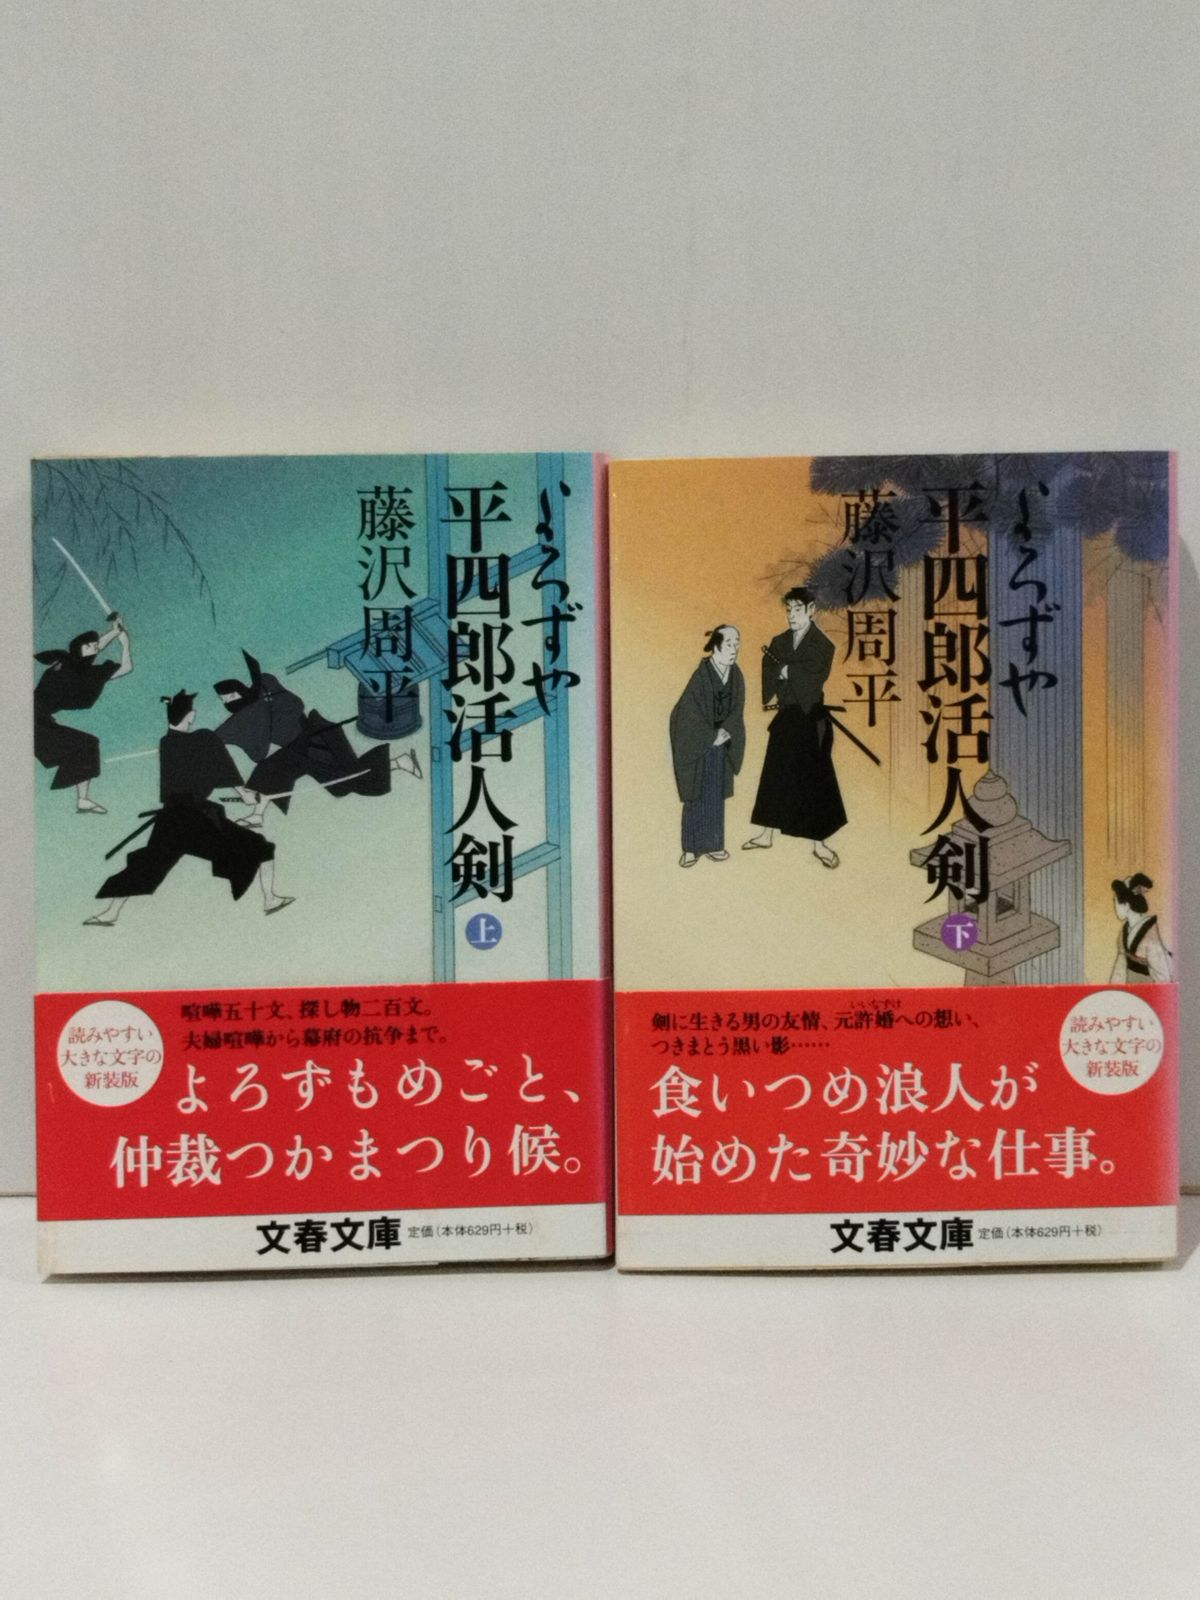 よろずや
平四郎活人剣
上
藤沢周平
読みやすい
大きな文字の
新装版
喧嘩五十文、探し物二百文。
夫婦喧嘩から幕府の抗争まで。
よろずもめごと、
仲裁つかまつり候。
文春文庫 定価(本体629円+税)
よろずや
平四郎活人剣
下
藤沢周平
剣に生きる男の友情、元許婚への想い、
いいなずけ
つきまとう黒い影……
読みやすい
大きな文字の
新装版
食いつめ浪人が
始めた奇妙な仕事。
文春文庫 定価(本体629円+税)